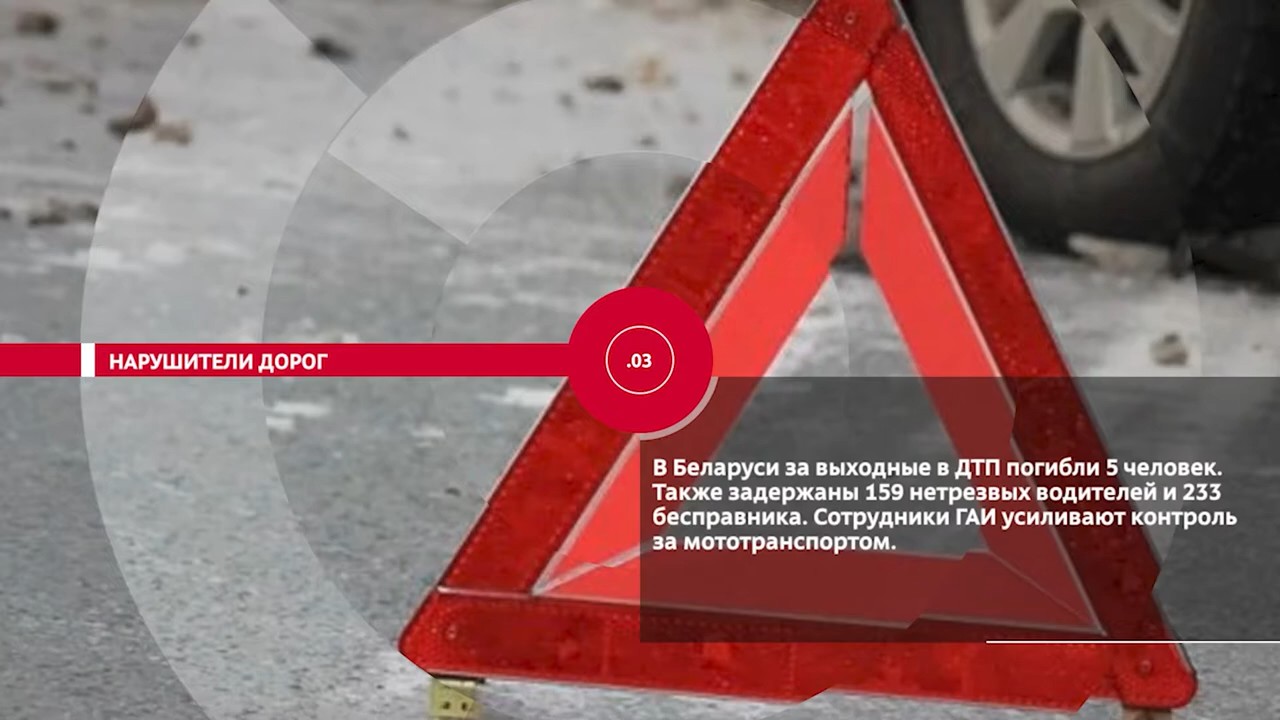 НАРУШИТЕЛИ ДОРОГ
.03
В Беларуси за выходные в ДТП погибли 5 человек.
Также задержаны 159 нетрезвых водителей и 233
бесправника. Сотрудники ГАИ усиливают контроль
за мототранспортом.